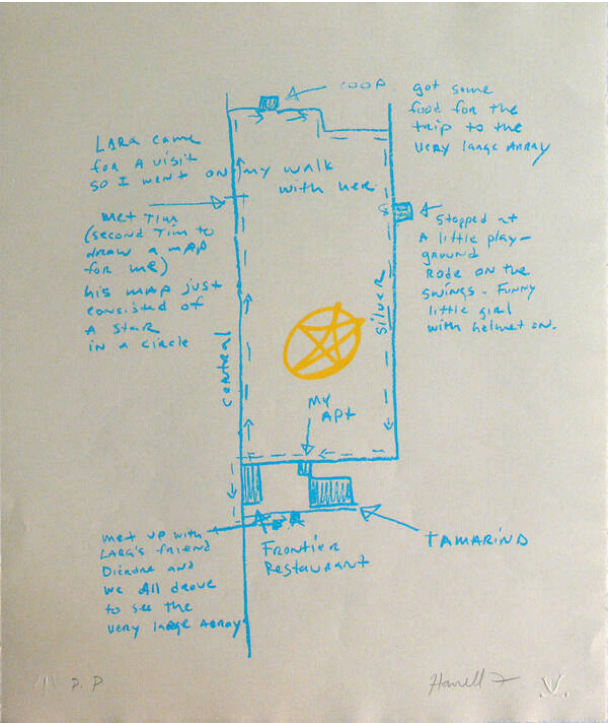 COOP
got some
food for the
trip to the
very large array
Lara came
for a visit
so I went on my walk
with her
met Tim
(second Tim to
draw a map
for me)
his map just
consisted of
a star
in a circle
Stopped at
a little play-
ground
Rode on the
swings. Funny
little girl
with helmet on.
Silver
Central
my
Apt
met up with
Lara's friend
and
we all drove
to see the
very large array
Frontier
Restaurant
Tamarind
P. P